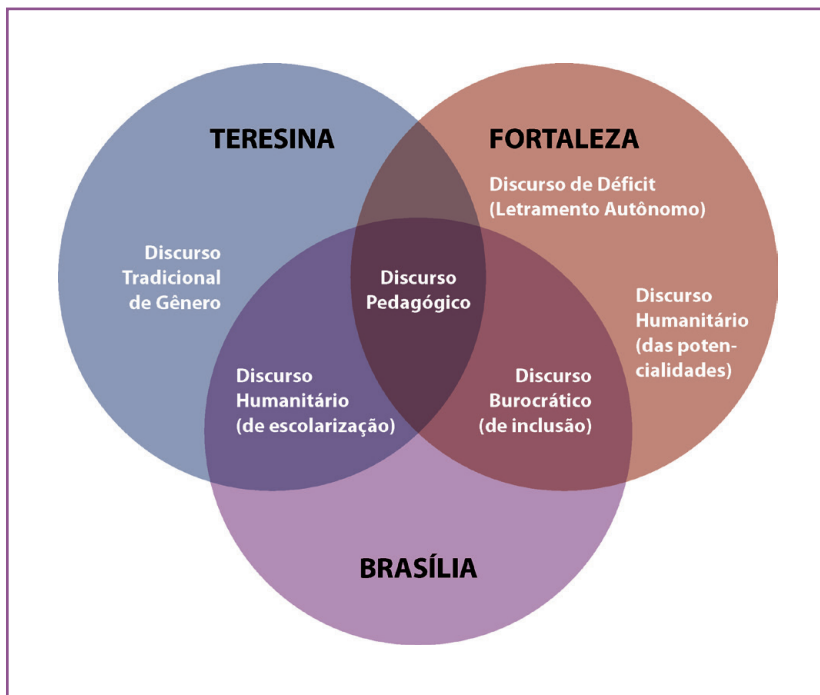 TERESINA
FORTALEZA
Discurso de Déficit
(Letramento Autônomo)
Discurso
Tradicional
de Gênero
Discurso
Pedagógico
Discurso
Humanitário
(das poten-
cialidades)
Discurso
Humanitário
(de escolarização)
Discurso
Burocrático
(de inclusão)
BRASÍLIA